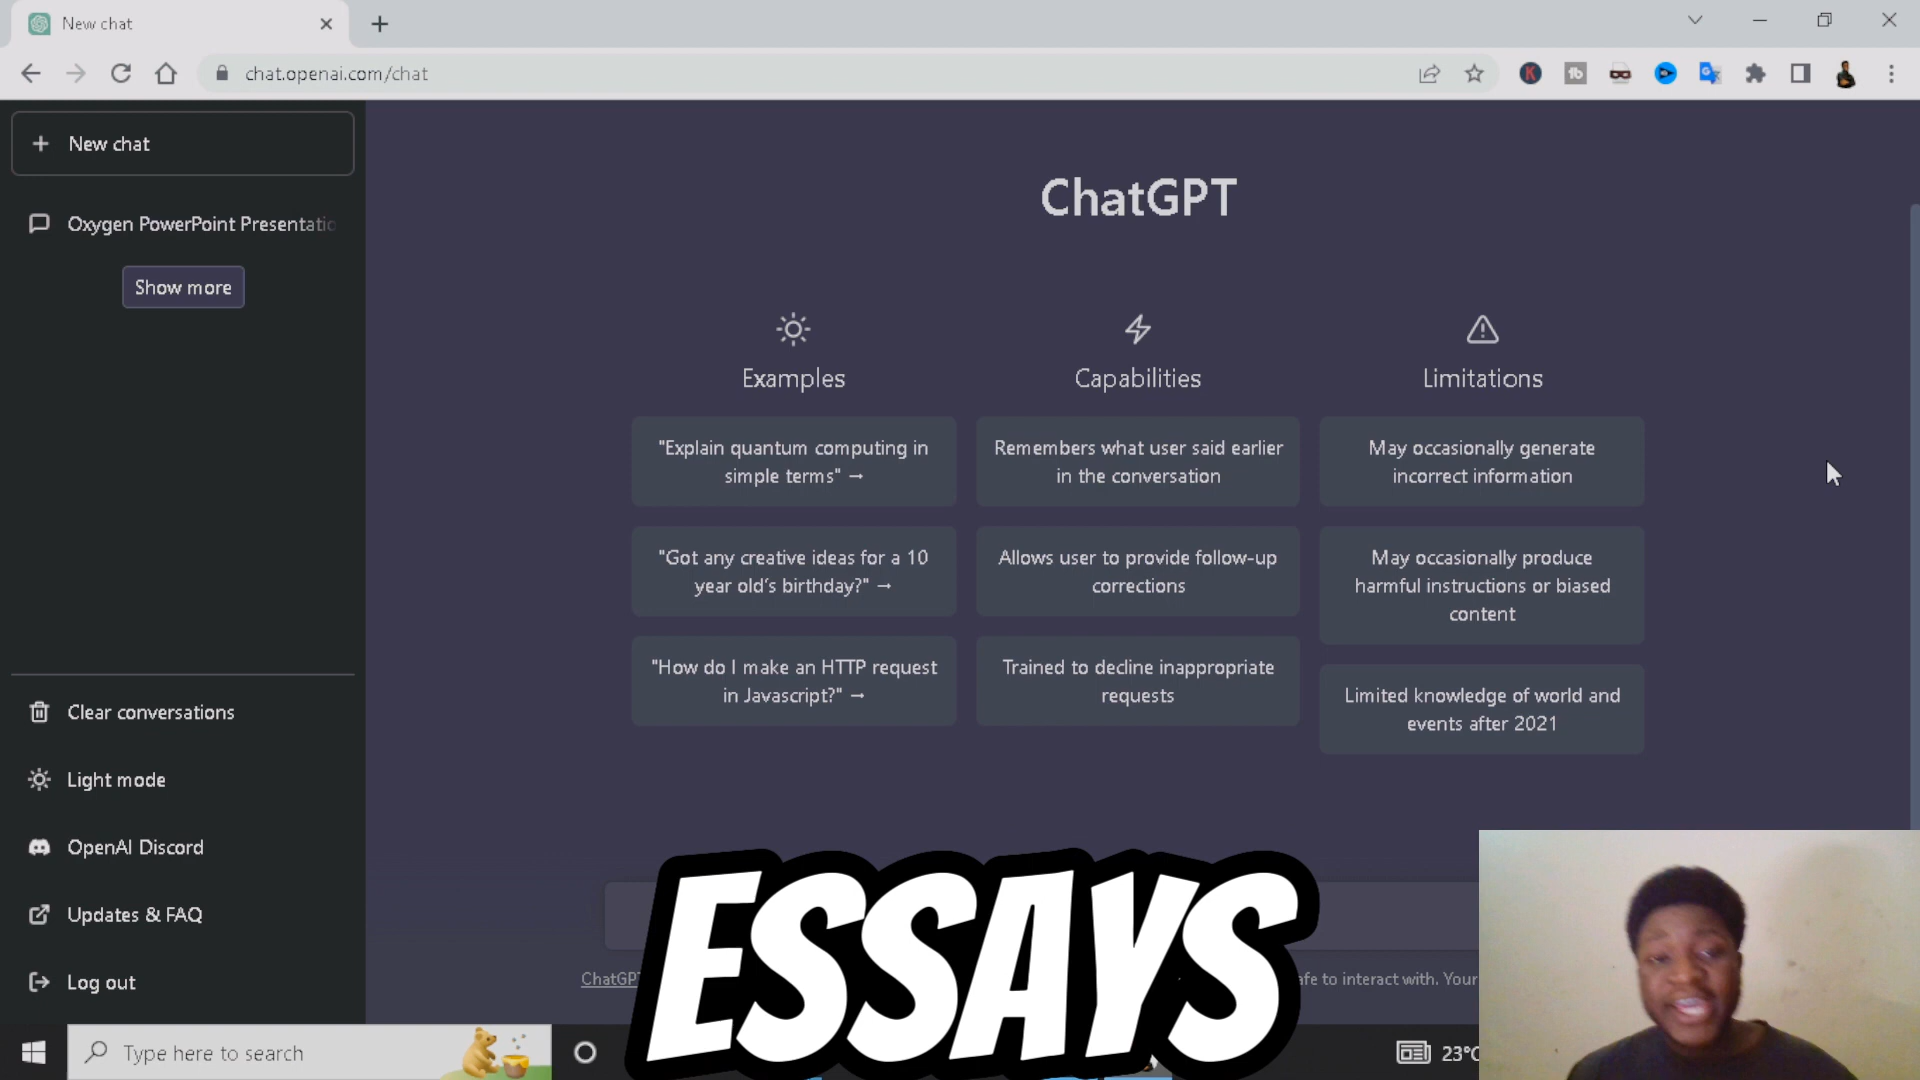 New chat
chat.openai.com/chat
New chat
Oxygen PowerPoint Presentatio
Show more
Clear conversations
Light mode
OpenAI Discord
Updates & FAQ
Log out
ChatGPT
Examples
"Explain quantum computing in
simple terms" →
"Got any creative ideas for a 10
year old's birthday?" →
"How do I make an HTTP request
in Javascript?" →
Capabilities
Remembers what user said earlier
in the conversation
Allows user to provide follow-up
corrections
Trained to decline inappropriate
requests
Limitations
May occasionally generate
incorrect information
May occasionally produce
harmful instructions or biased
content
Limited knowledge of world and
events after 2021
ESSAYS
ChatGP
afe to interact with. Your
Type here to search
23°C